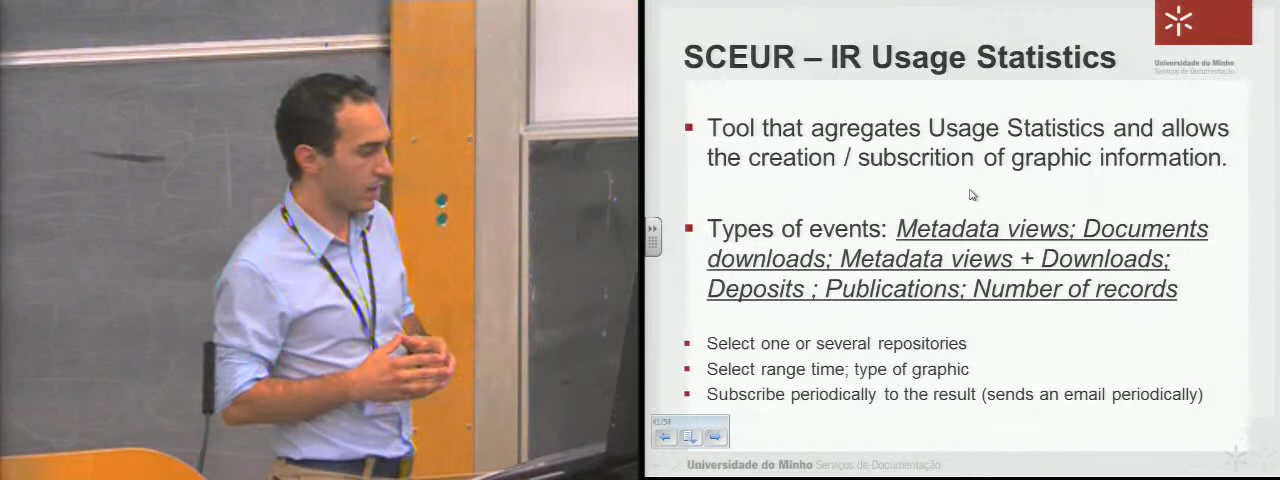 SCEUR – IR Usage Statistics
Universidade do Minho
Serviços de Documentação
Tool that agregates Usage Statistics and allows
the creation / subscrition of graphic information.
Types of events: Metadata views; Documents
downloads; Metadata views + Downloads;
Deposits ; Publications; Number of records
Select one or several repositories
Select range time; type of graphic
Subscribe periodically to the result (sends an email periodically)
41/54
Universidade do Minho Serviços de Documentação